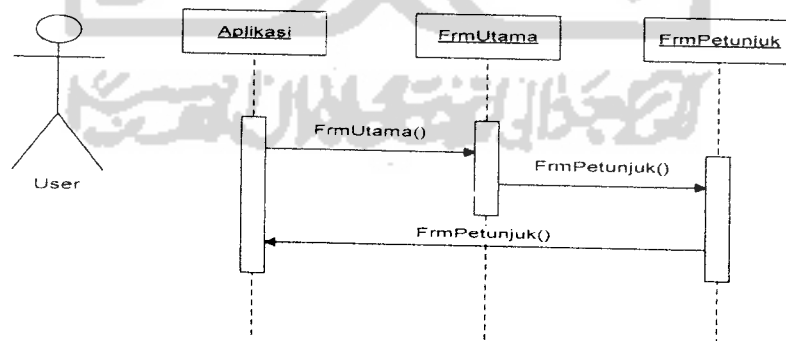 Aplikasi
FrmUtama
FrmPetunjuk
FrmUtama()
FrmPetunjuk()
User
FrmPetunjuk()